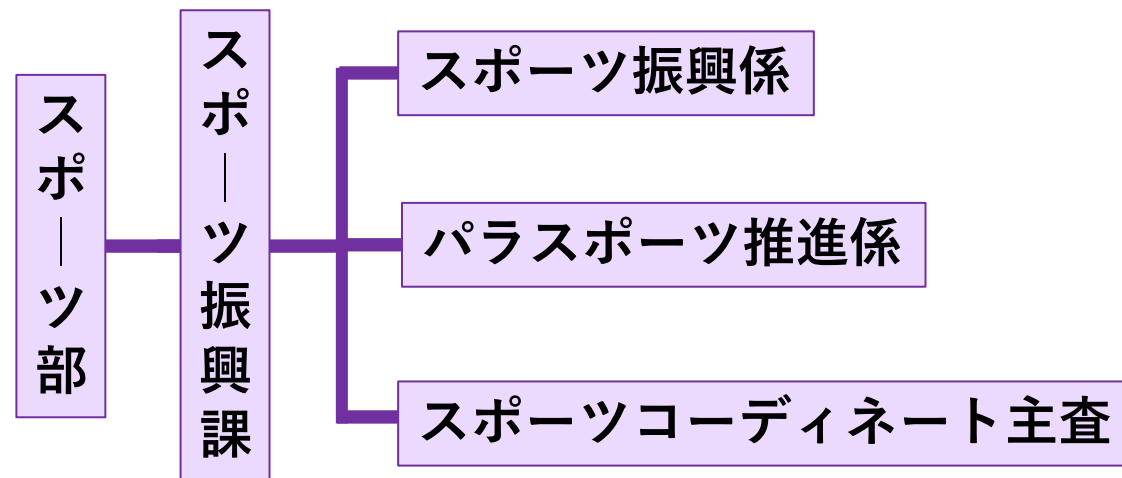 スポーツ部
スポーツ振興課
スポーツ振興係
パラスポーツ推進係
スポーツコーディネート主査